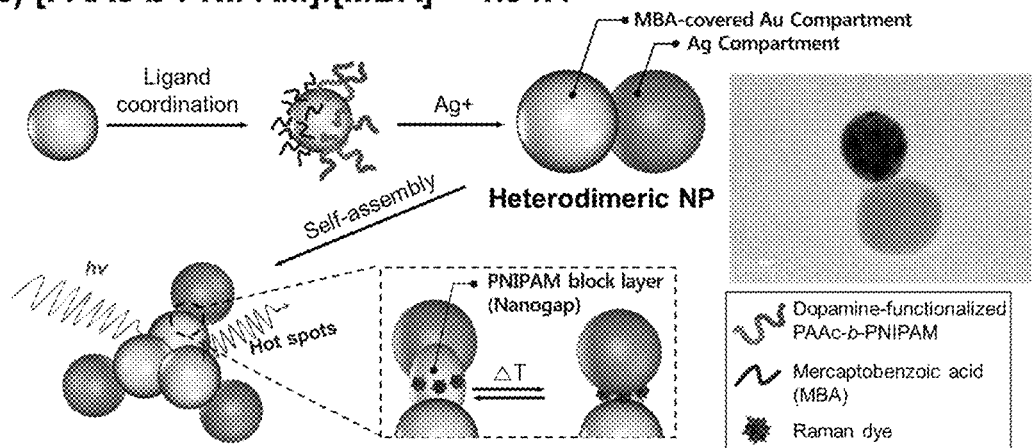 MBA-covered Au Compartment
Ag Compartment
Ligand
coordination
Ag+
Heterodimeric NP
Self-assembly
hv
Hot spots
PNIPAM block layer
(Nanogap)
△T
Dopamine-functionalized
PAAc-b-PNIPAM
Mercaptobenzoic acid
(MBA)
Raman dye